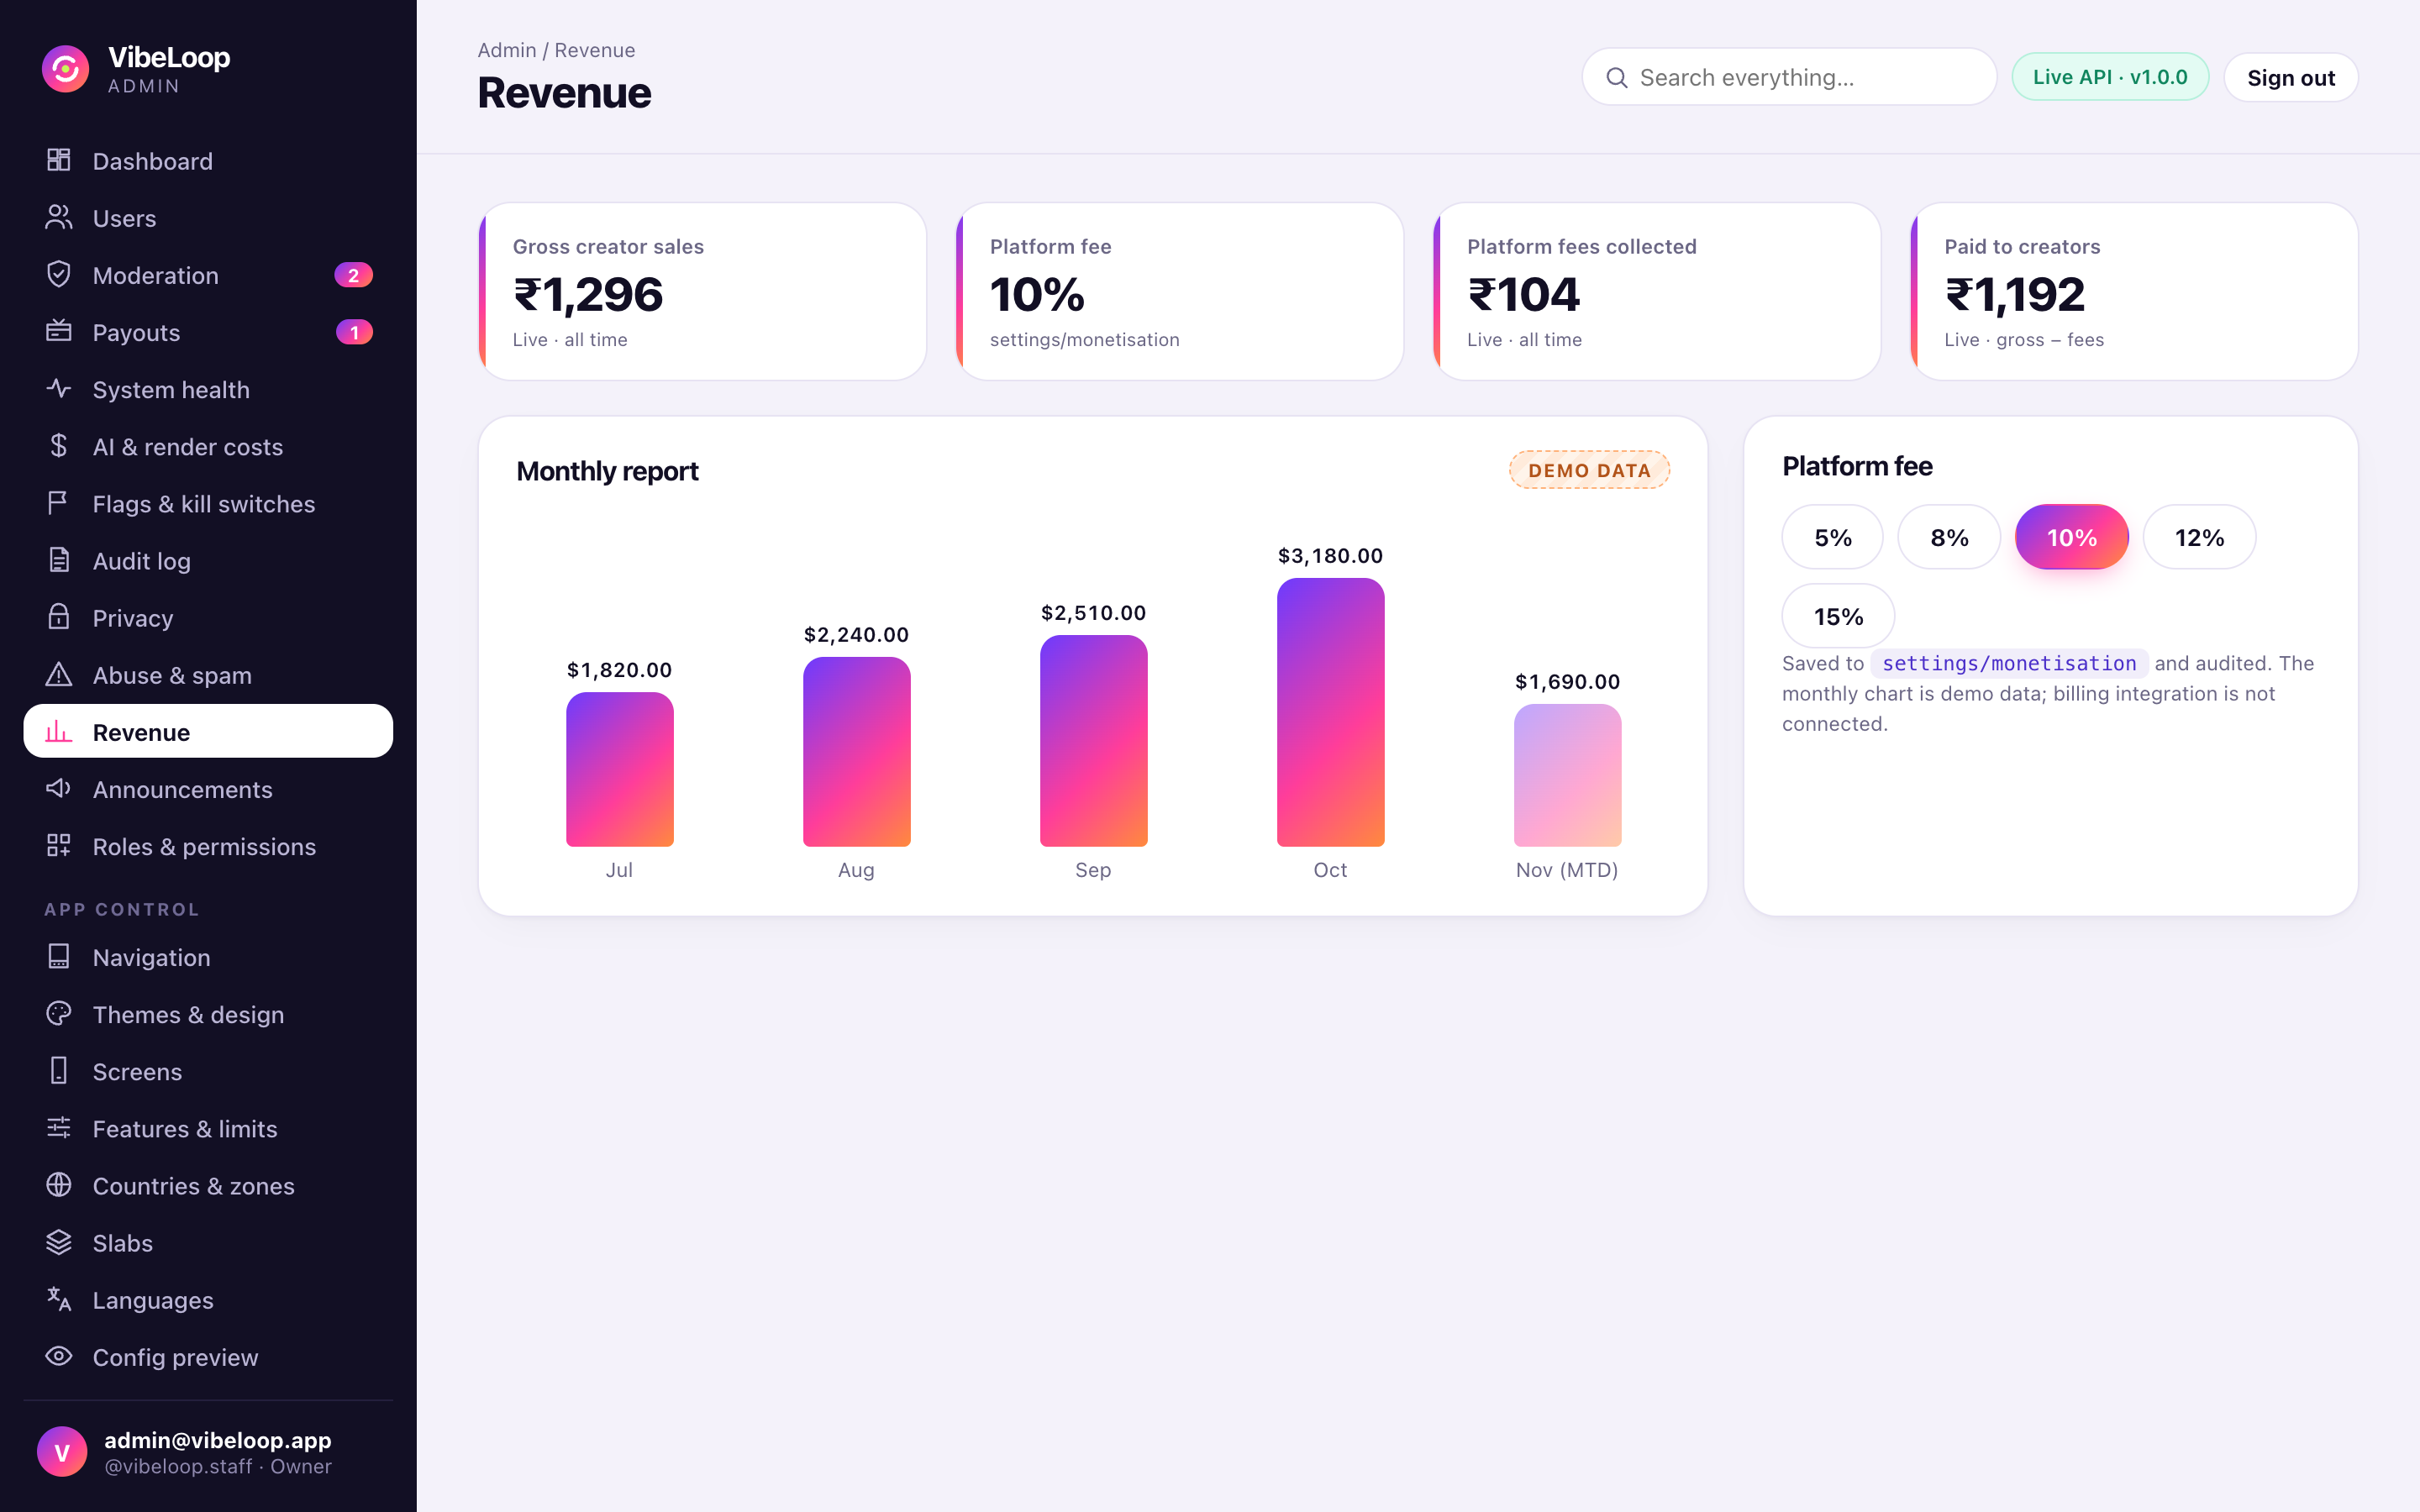 VibeLoop
ADMIN
Dashboard
Users
Moderation 2
Payouts 1
System health
AI & render costs
Flags & kill switches
Audit log
Privacy
Abuse & spam
Revenue
Announcements
Roles & permissions
APP CONTROL
Navigation
Themes & design
Screens
Features & limits
Countries & zones
Slabs
Languages
Config preview
V
admin@vibeloop.app
@vibeloop.staff · Owner
Admin / Revenue
Revenue
Search everything...
Live API · v1.0.0
Sign out
Gross creator sales
₹1,296
Live · all time
Platform fee
10%
settings/monetisation
Platform fees collected
₹104
Live · all time
Paid to creators
₹1,192
Live · gross – fees
Monthly report
DEMO DATA
$1,820.00
$2,240.00
$2,510.00
$3,180.00
$1,690.00
Jul
Aug
Sep
Oct
Nov (MTD)
Platform fee
5%
8%
10%
12%
15%
Saved to settings/monetisation and audited. The
monthly chart is demo data; billing integration is not
connected.